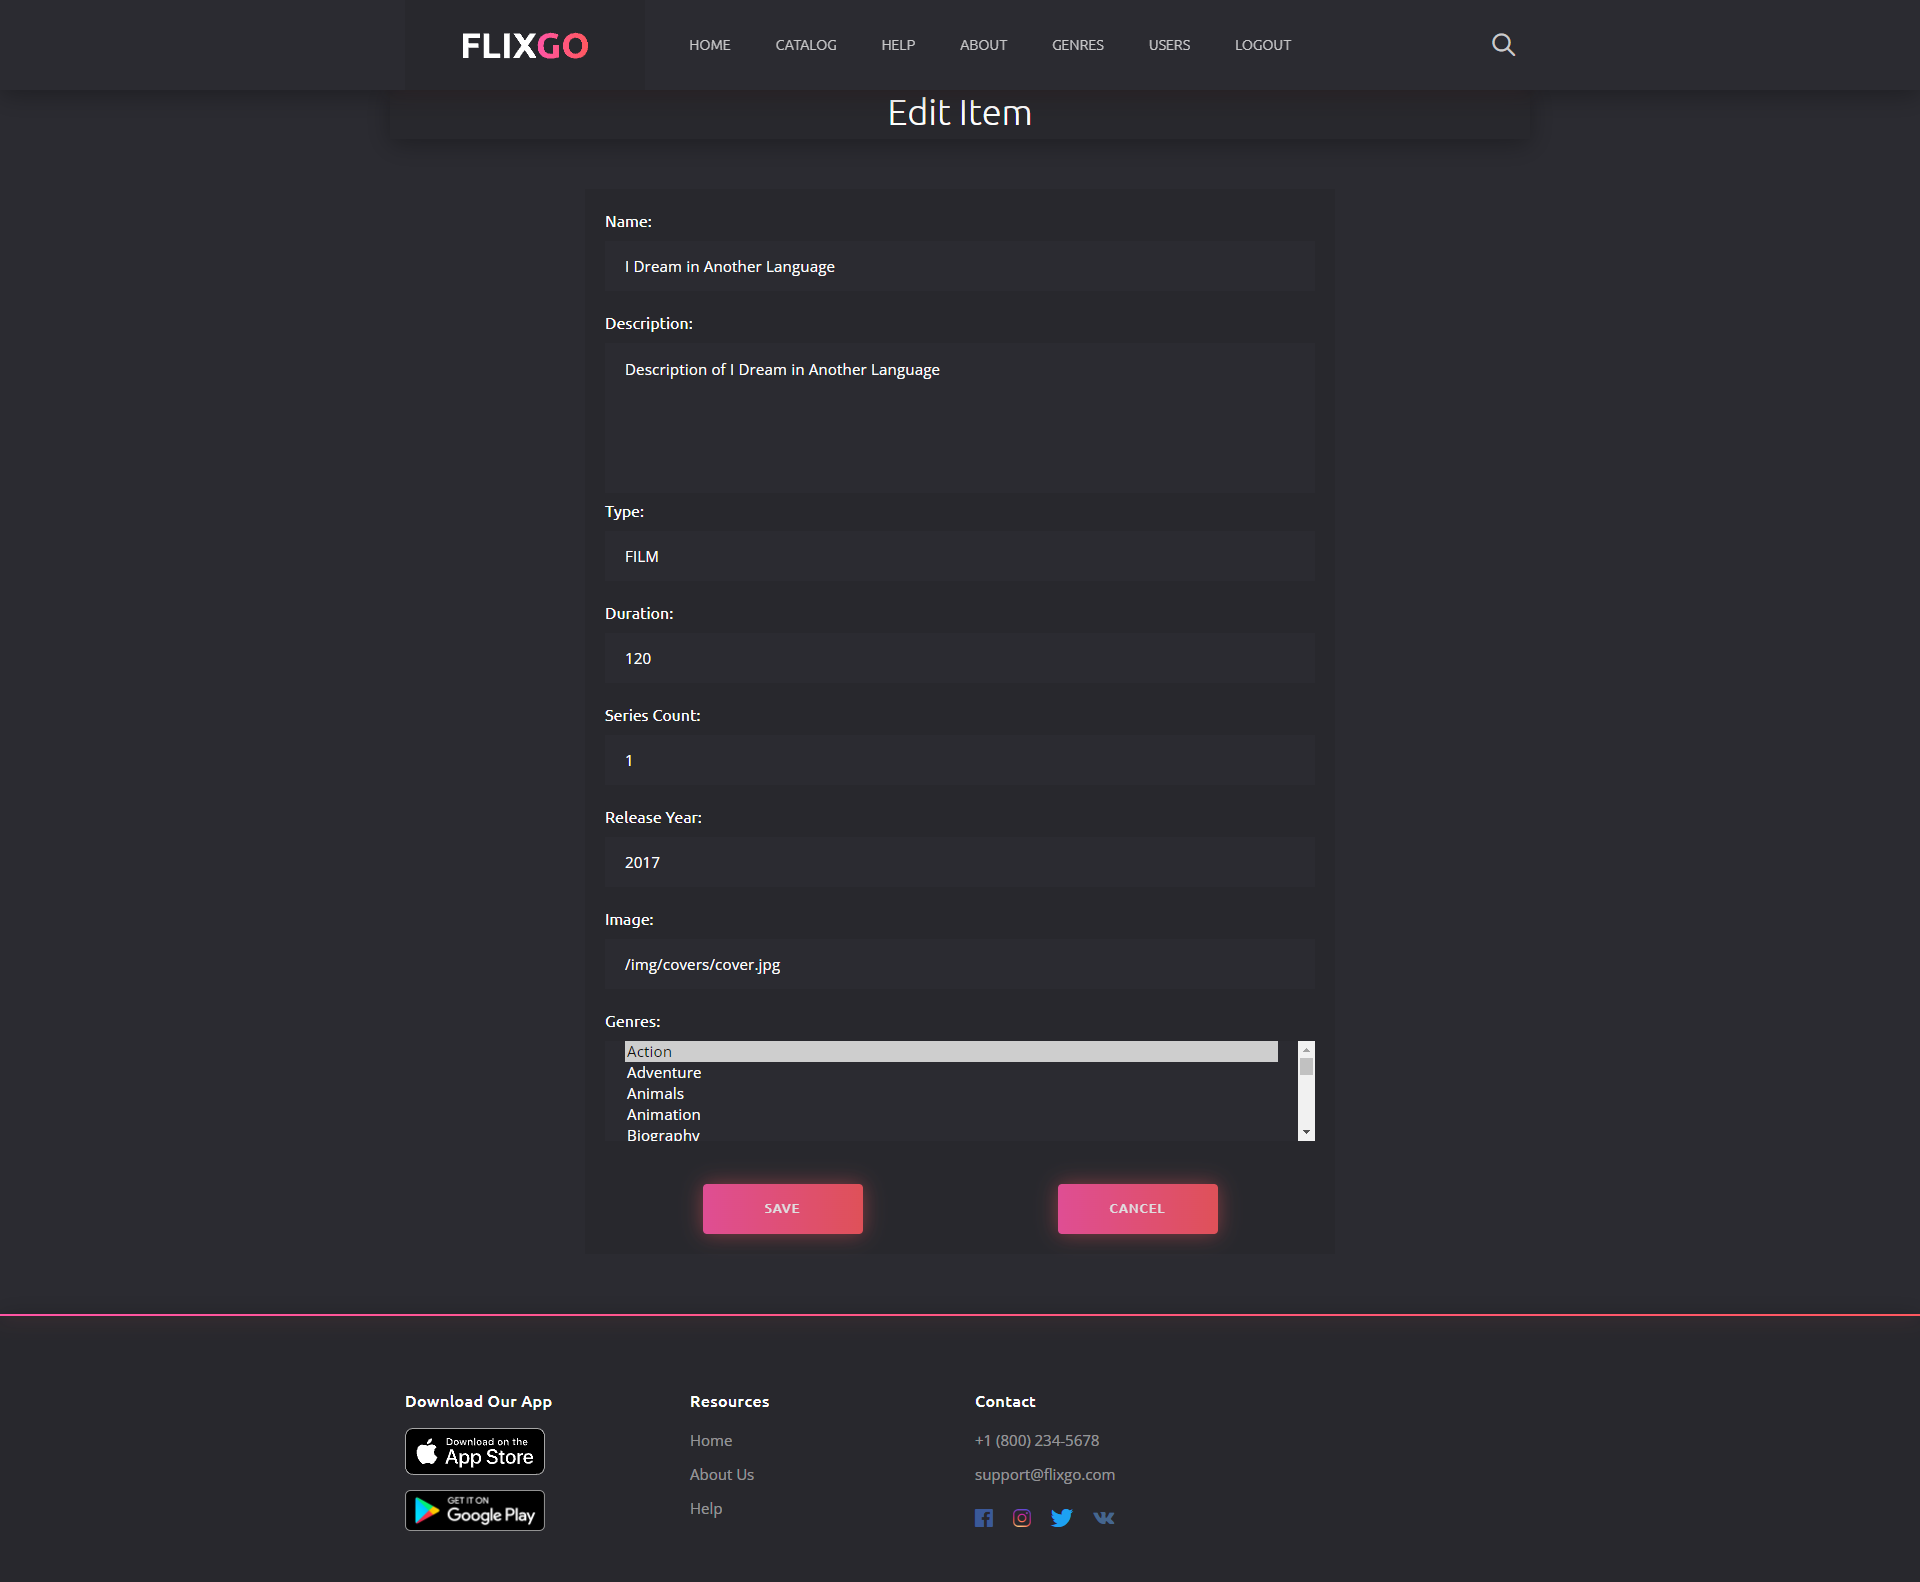 FLIXGO
HOME
CATALOG
HELP
ABOUT
GENRES
USERS
LOGOUT
Edit Item
Name:
I Dream in Another Language
Description:
Description of I Dream in Another Language
Type:
FILM
Duration:
120
Series Count:
1
Release Year:
2017
Image:
/img/covers/cover.jpg
Genres:
Action
Adventure
Animals
Animation
Biography
SAVE
CANCEL
Download Our App
Download on the
App Store
GET IT ON
Google Play
Resources
Home
About Us
Help
Contact
+1 (800) 234-5678
support@flixgo.com